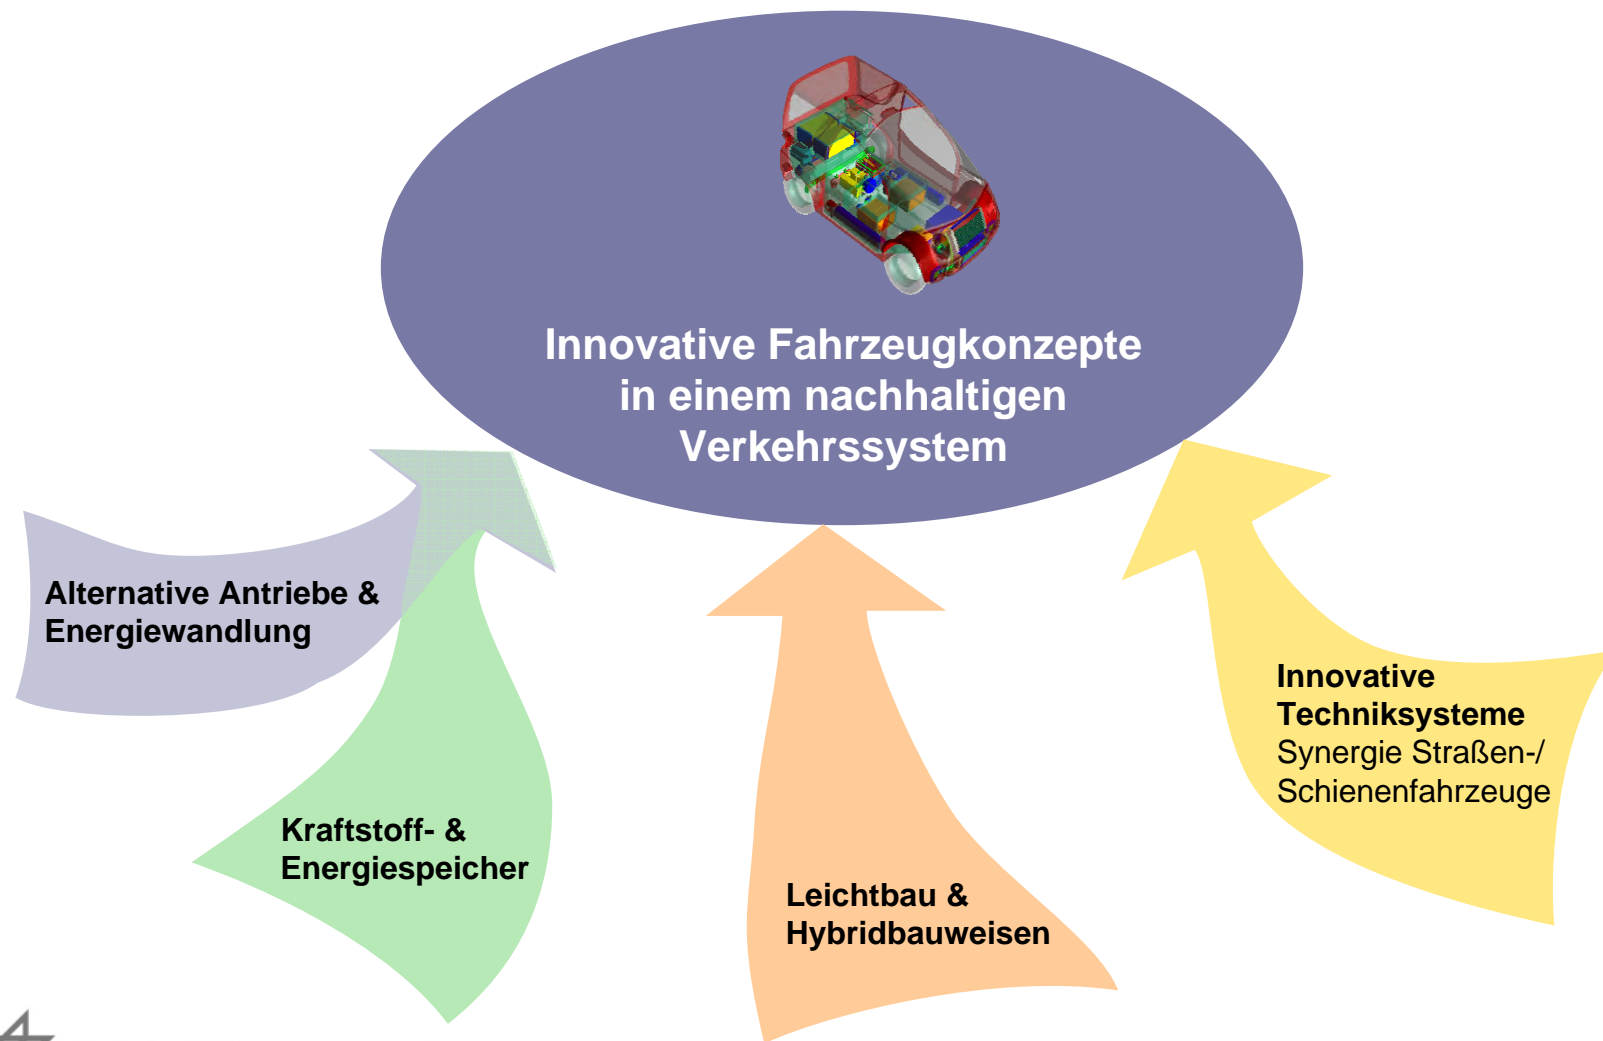 Innovative Fahrzeugkonzepte
in einem nachhaltigen
Verkehrssystem
Alternative Antriebe &
Energiewandlung
Kraftstoff- &
Energiespeicher
Leichtbau &
Hybridbauweisen
Innovative
Techniksysteme
Synergie Straßen-/
Schienenfahrzeuge